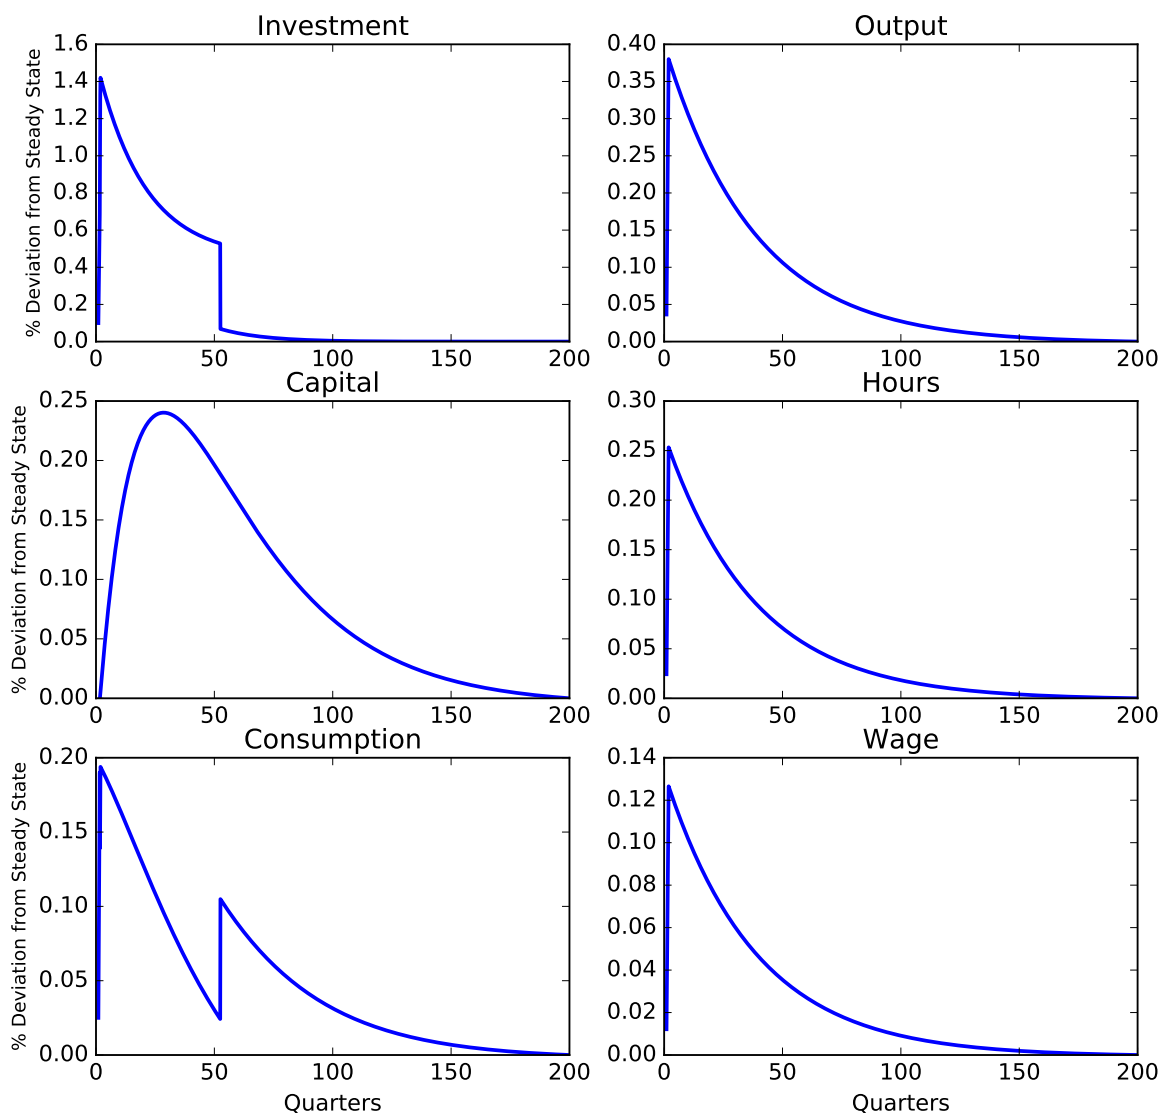 Investment
Output
% Deviation from Steady State
1.6
1.4
1.2
1.0
0.8
0.6
0.4
0.2
0.0
0 50 100 150 200
0.40
0.35
0.30
0.25
0.20
0.15
0.10
0.05
0.00
0 50 100 150 200
Capital
Hours
% Deviation from Steady State
0.25
0.20
0.15
0.10
0.05
0.00
0 50 100 150 200
0.30
0.25
0.20
0.15
0.10
0.05
0.00
0 50 100 150 200
Consumption
Wage
% Deviation from Steady State
0.20
0.15
0.10
0.05
0.00
0 50 100 150 200
Quarters
0.14
0.12
0.10
0.08
0.06
0.04
0.02
0.00
0 50 100 150 200
Quarters